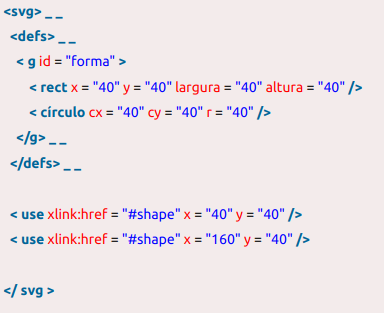 <svg> _ _
<defs> _ _
< g id = "forma" >
< rect x = "40" y = "40" largura = "40" altura = "40" />
< círculo cx = "40" cy = "40" r = "40" />
</g> _ _
</defs> _ _
< use xlink:href = "#shape" x = "40" y = "40" />
< use xlink:href = "#shape" x = "160" y = "40" />
</ svg >